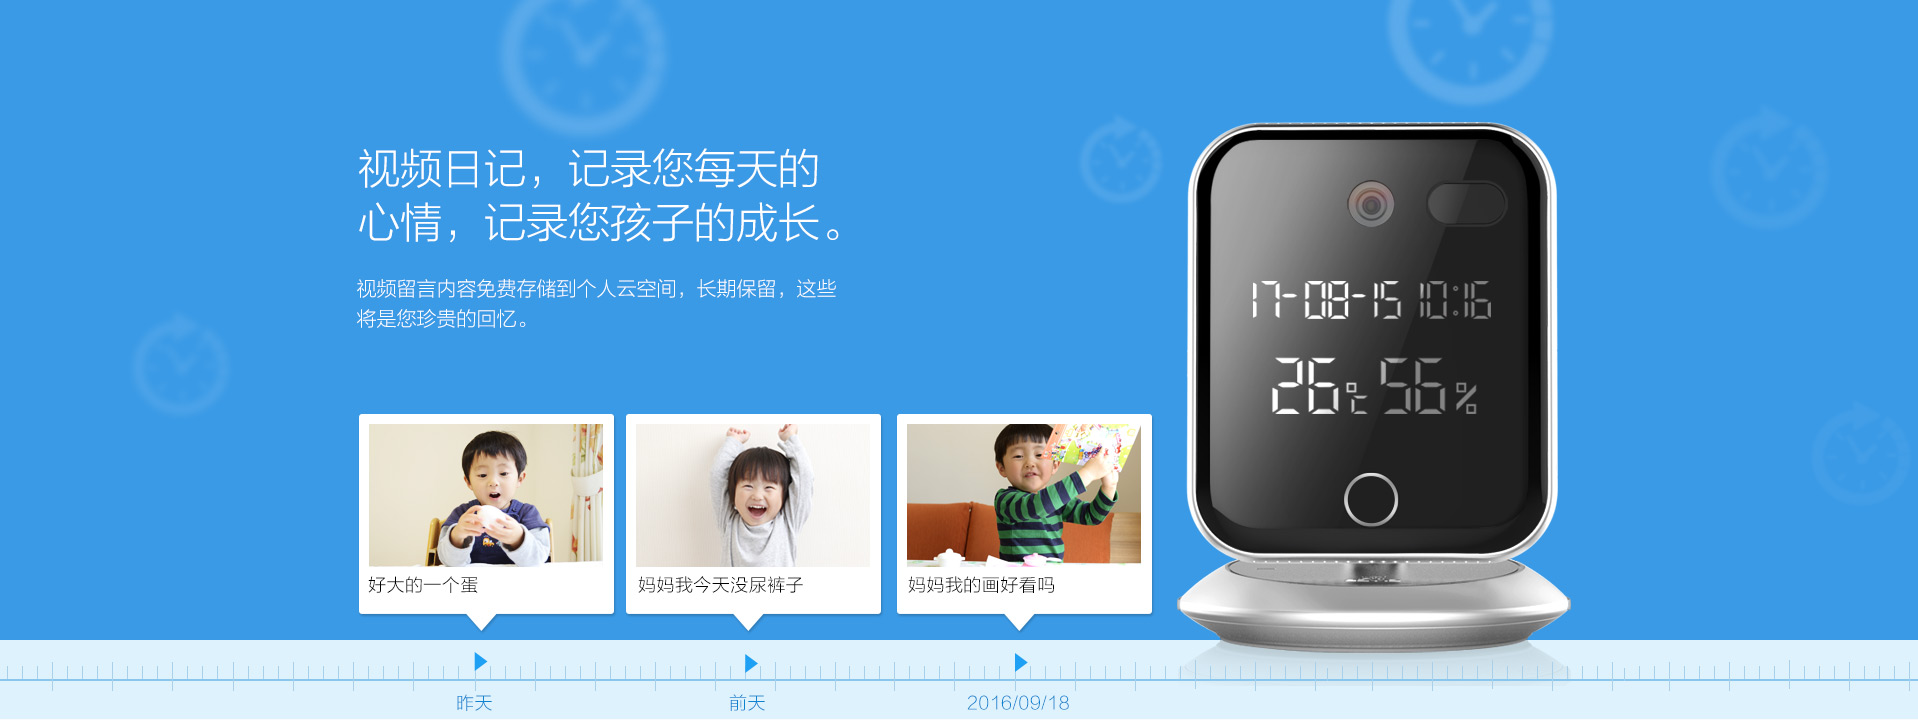 视频日记，记录您每天的
心情，记录您孩子的成长。
视频留言内容免费存储到个人云空间，长期保留，这些
将是您珍贵的回忆。
17-08-15 10:16
26℃ 56%
好大的一个蛋
妈妈我今天没尿裤子
妈妈我的画好看吗
昨天
前天
2016/09/18